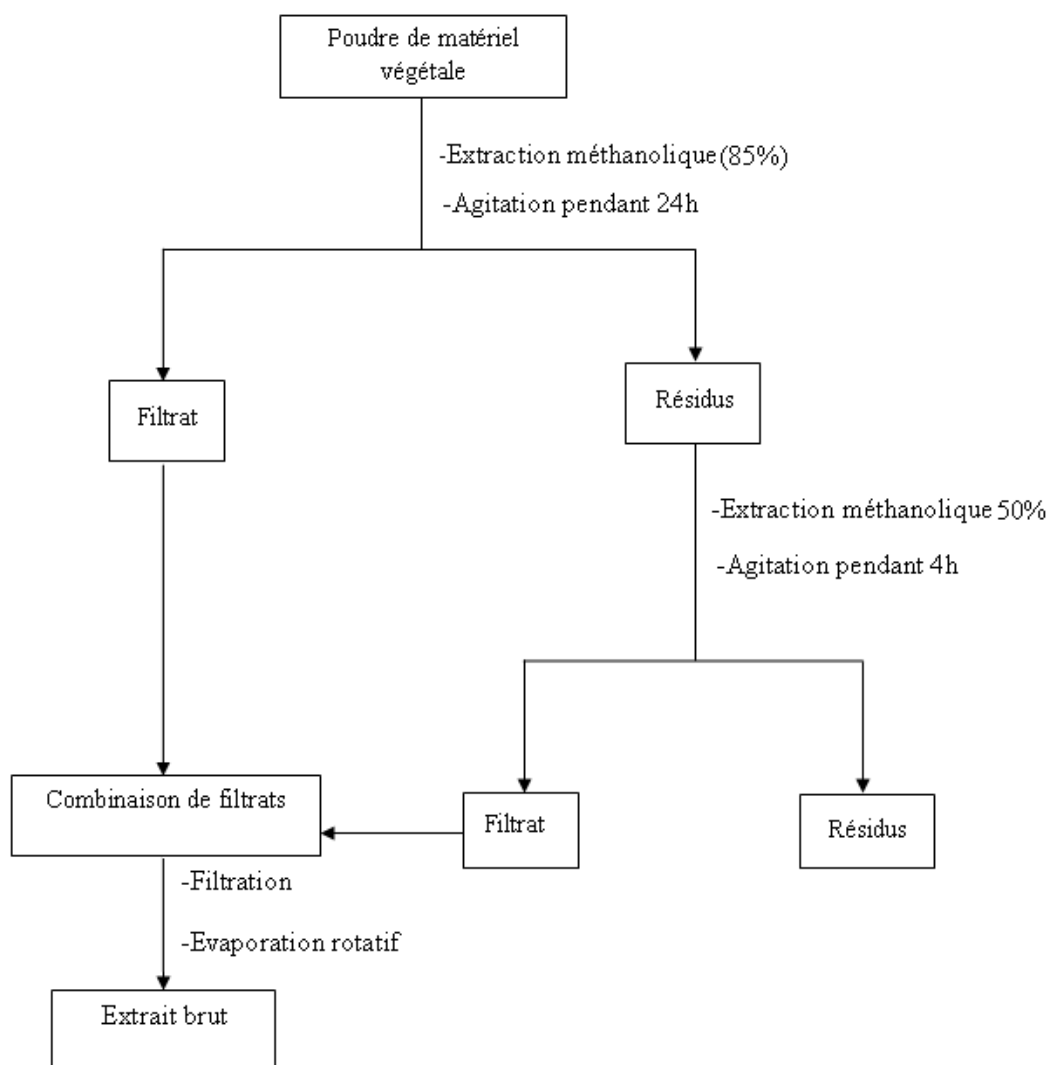 Poudre de matériel
végétale
-Extraction méthanolique (85%)
-Agitation pendant 24h
Filtrat
Résidus
-Extraction méthanolique 50%
-Agitation pendant 4h
Combinaison de filtrats
Filtrat
Résidus
-Filtration
-Evaporation rotatif
Extrait brut